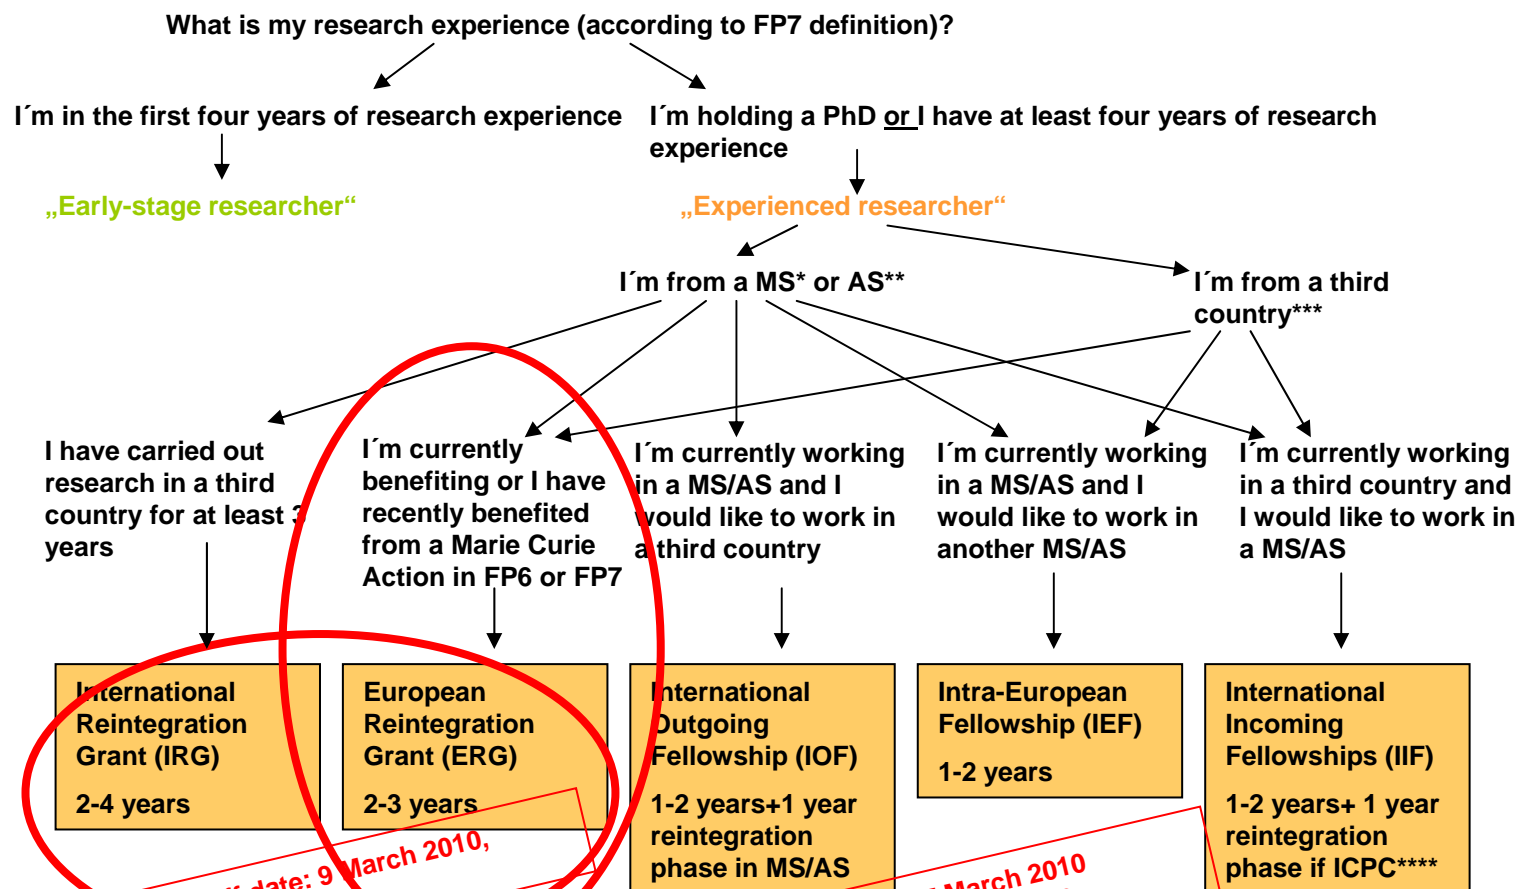 What is my research experience (according to FP7 definition)?
I´m in the first four years of research experience
I´m holding a PhD or I have at least four years of research
experience
„Early-stage researcher“
„Experienced researcher“
I´m from a MS* or AS**
I´m from a third
country***
I have carried out
research in a third
country for at least 3
years
I´m currently
benefiting or I have
recently benefited
from a Marie Curie
Action in FP6 or FP7
I´m currently working
in a MS/AS and I
would like to work in
a third country
I´m currently working
in a MS/AS and I
would like to work in
another MS/AS
I´m currently working
in a third country and
I would like to work in
a MS/AS
International
Reintegration
Grant (IRG)
2-4 years
European
Reintegration
Grant (ERG)
2-3 years
International
Outgoing
Fellowship (IOF)
1-2 years+1 year
reintegration
phase in MS/AS
Intra-European
Fellowship (IEF)
1-2 years
International
Incoming
Fellowships (IIF)
1-2 years+ 1 year
reintegration
phase if ICPC****
date: 9 March 2010,
March 2010